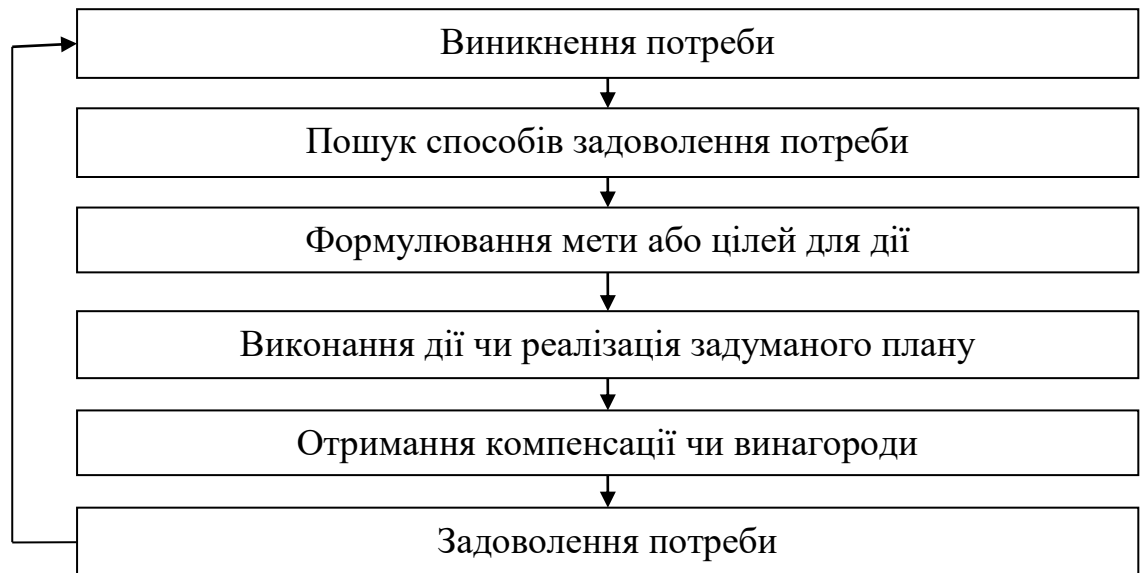 Виникнення потреби
Пошук способів задоволення потреби
Формулювання мети або цілей для дії
Виконання дії чи реалізація задуманого плану
Отримання компенсації чи винагороди
Задоволення потреби